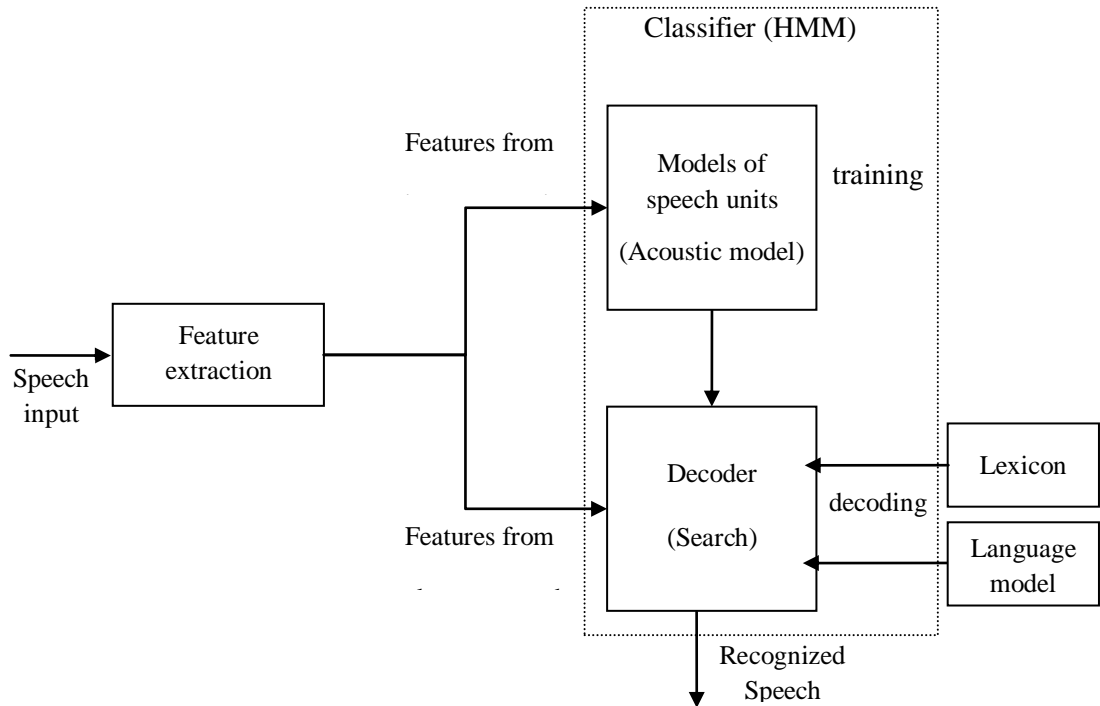 Classifier (HMM)
Features from
Models of
speech units
(Acoustic model)
training
Feature
extraction
Speech
input
Decoder
(Search)
decoding
Lexicon
Language
model
Features from
Recognized
Speech